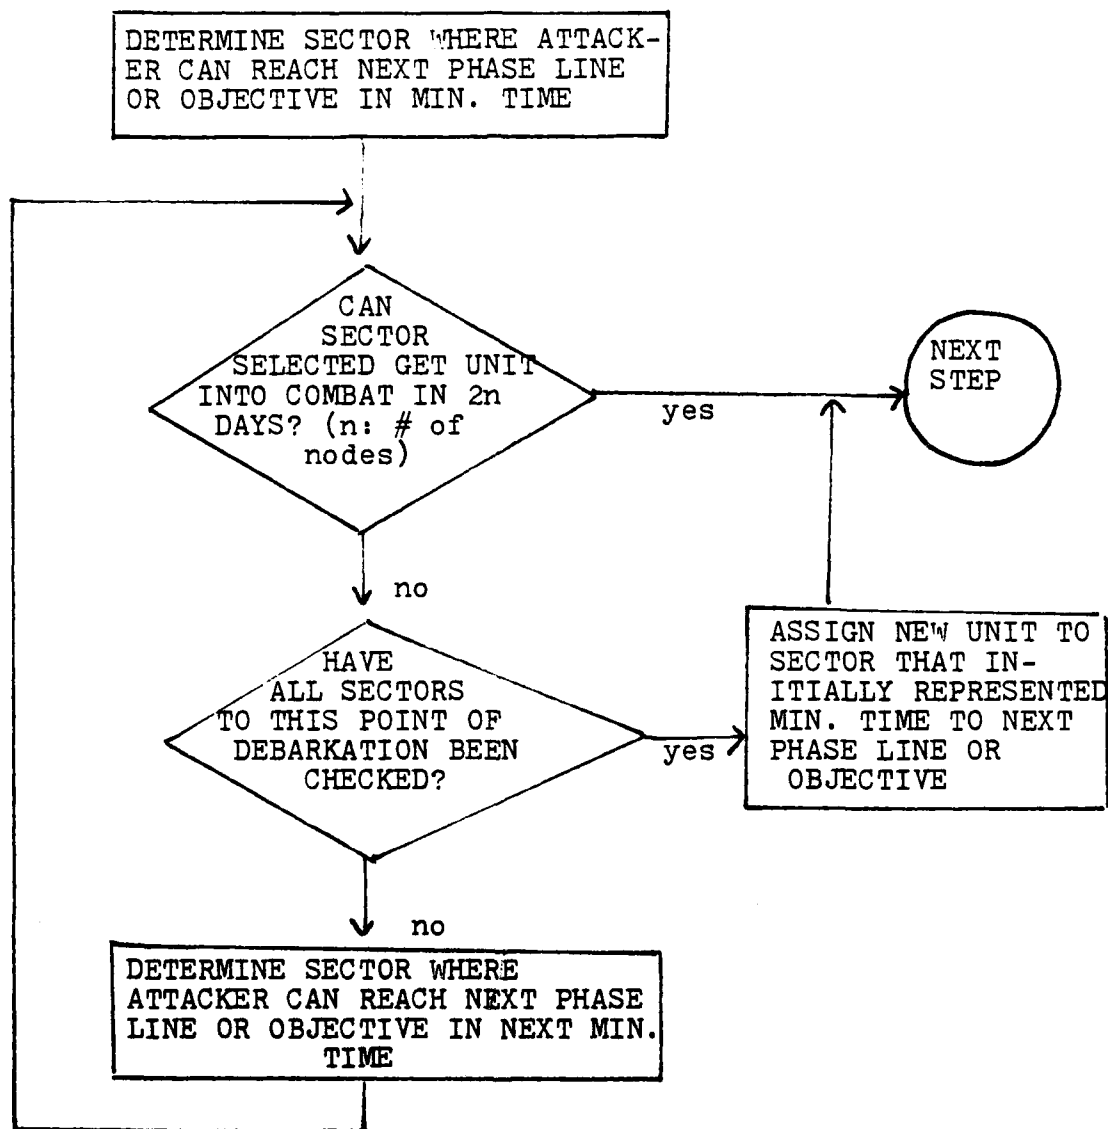 DETERMINE SECTOR WHERE ATTACK-
ER CAN REACH NEXT PHASE LINE
OR OBJECTIVE IN MIN. TIME
CAN
SECTOR
SELECTED GET UNIT
INTO COMBAT IN 2n
DAYS? (n: # of
nodes)
yes
NEXT
STEP
no
HAVE
ALL SECTORS
TO THIS POINT OF
DEBARKATION BEEN
CHECKED?
yes
ASSIGN NEW UNIT TO
SECTOR THAT IN-
ITIALLY REPRESENTED
MIN. TIME TO NEXT
PHASE LINE OR
OBJECTIVE
no
DETERMINE SECTOR WHERE
ATTACKER CAN REACH NEXT PHASE
LINE OR OBJECTIVE IN NEXT MIN.
TIME